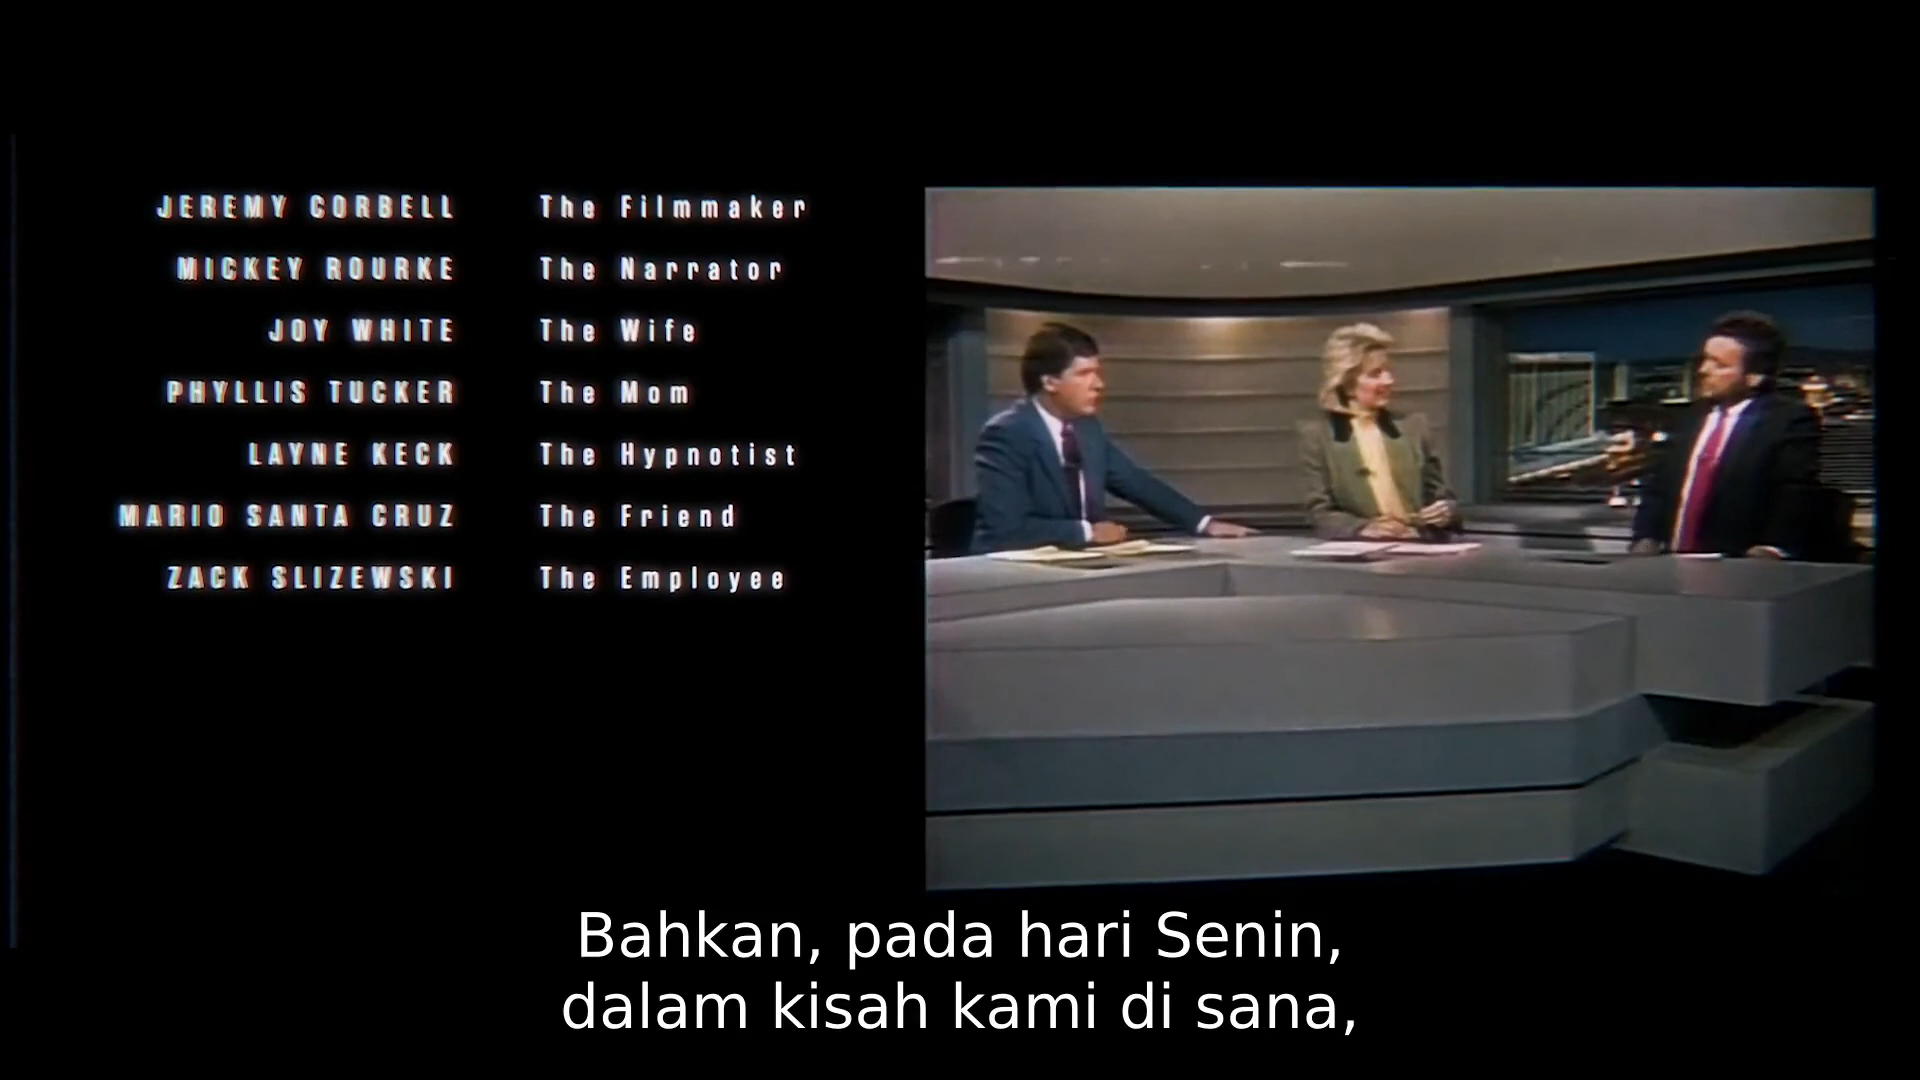 JEREMY CORBELL The Filmmaker
MICKEY ROURKE The Narrator
JOY WHITE The Wife
PHYLLIS TUCKER The Mom
LAYNE KECK The Hypnotist
MARIO SANTA CRUZ The Friend
ZACK SLIZEWSKI The Employee
Bahkan, pada hari Senin,
dalam kisah kami di sana,